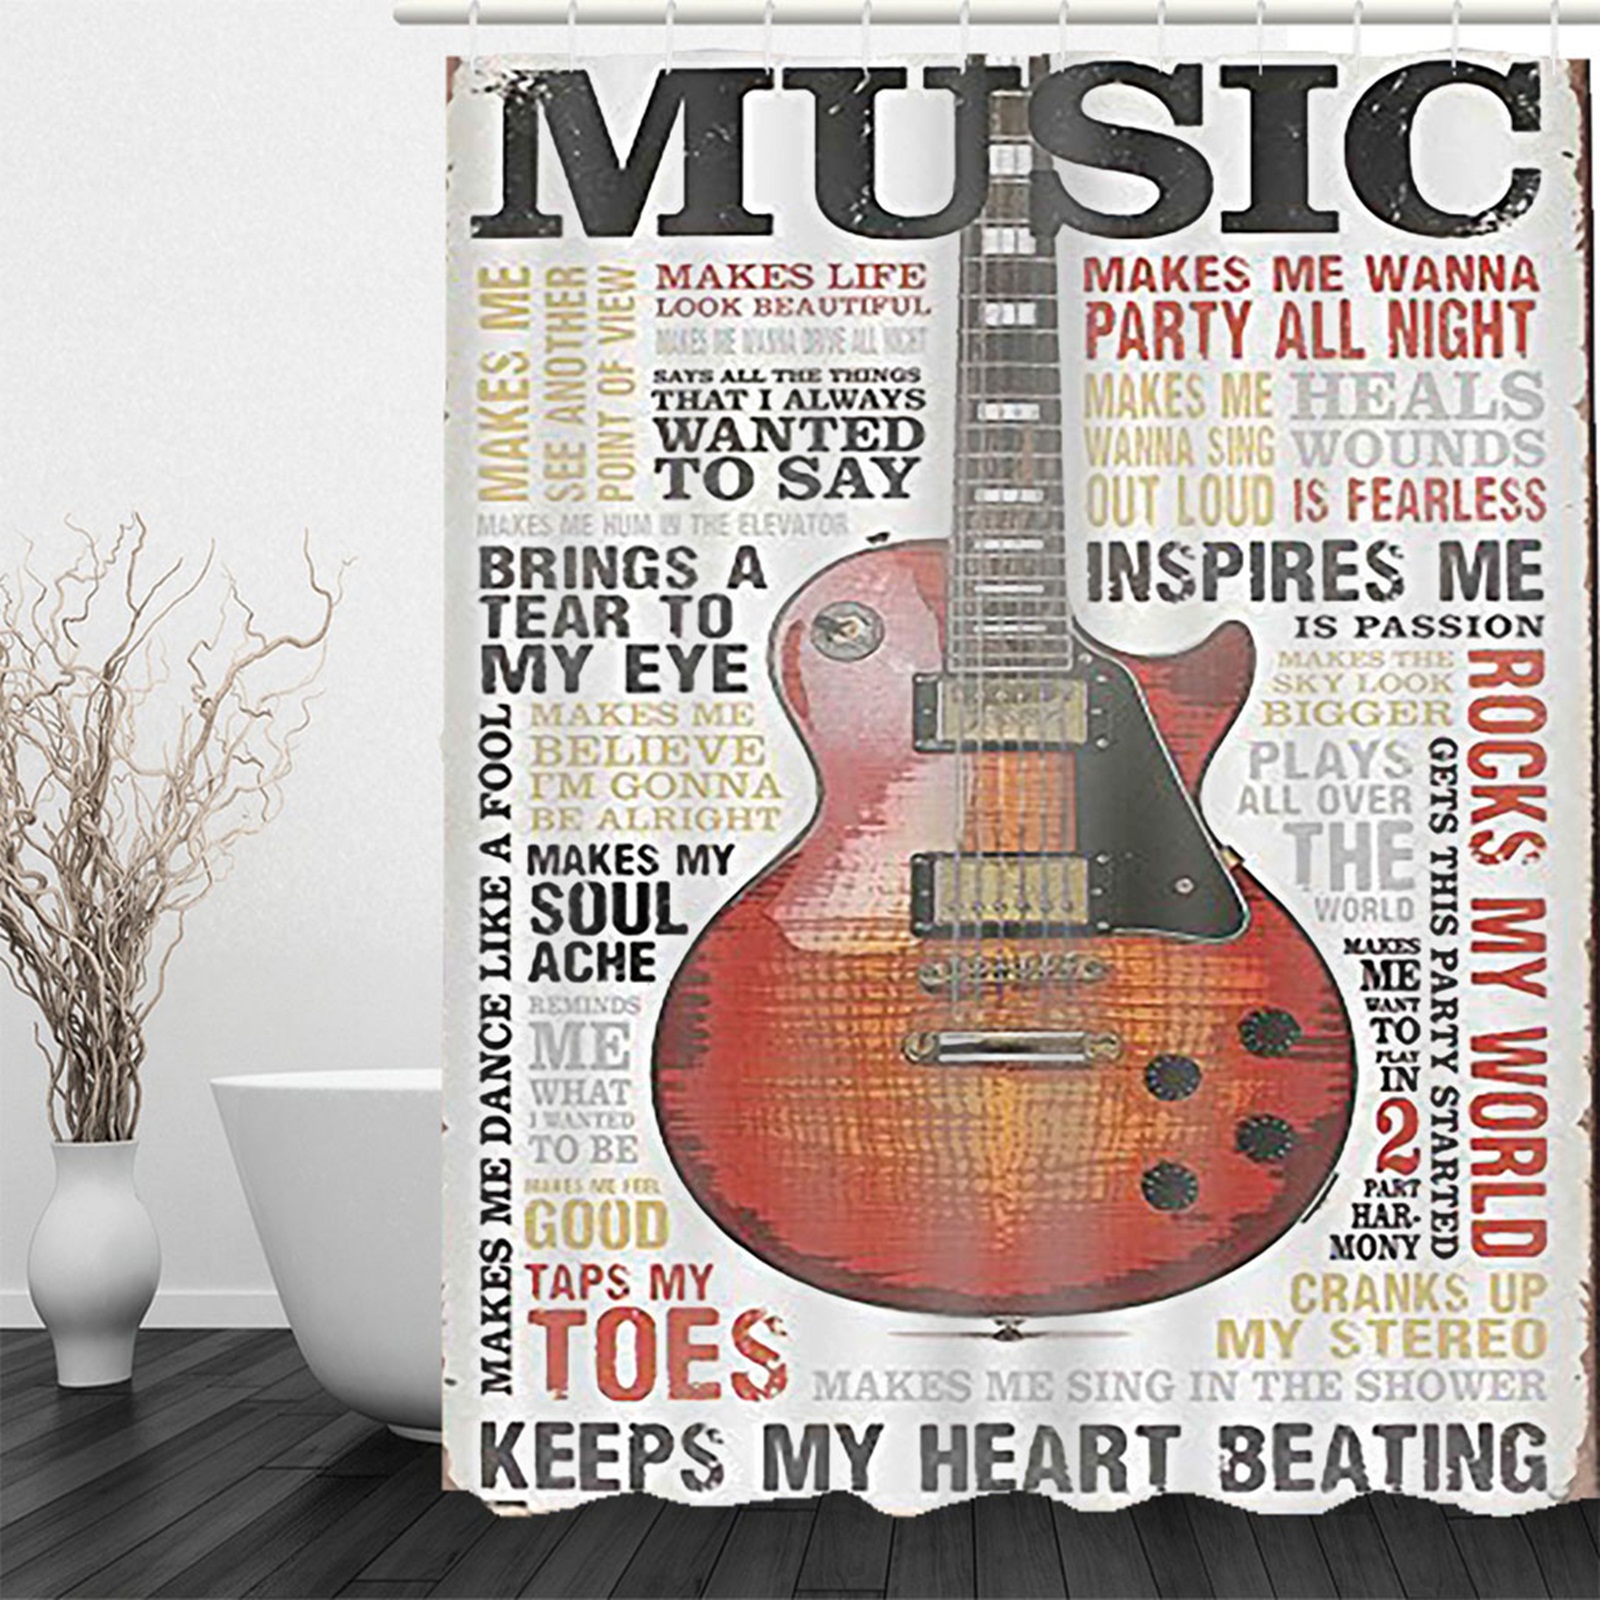 MUSIC
MAKES ME
SEE ANOTHER
POINT OF VIEW
MAKES LIFE
LOOK BEAUTIFUL
MAKES ME WANNA DRIVE ALL NIGHT
SAYS ALL THE THINGS
THAT I ALWAYS
WANTED
TO SAY
MAKES ME HUM IN THE ELEVATOR
BRINGS A
TEAR TO
MY EYE
MAKES ME DANCE LIKE A FOOL
MAKES ME
BELIEVE
I'M GONNA
BE ALRIGHT
MAKES MY
SOUL
ACHE
REMINDS
ME
WHAT
I WANTED
TO BE
MAKES ME FEEL
GOOD
TAPS MY
TOES
MAKES ME WANNA
PARTY ALL NIGHT
MAKES ME
WANNA SING
OUT LOUD
HEALS
WOUNDS
IS FEARLESS
INSPIRES ME
IS PASSION
MAKES THE
SKY LOOK
BIGGER
ROCKS MY WORLD
PLAYS
ALL OVER
THE
WORLD
GETS THIS PARTY STARTED
MAKES
ME
WANT
TO
PLAY
IN
2
PART
HAR-
MONY
CRANKS UP
MY STEREO
MAKES ME SING IN THE SHOWER
KEEPS MY HEART BEATING